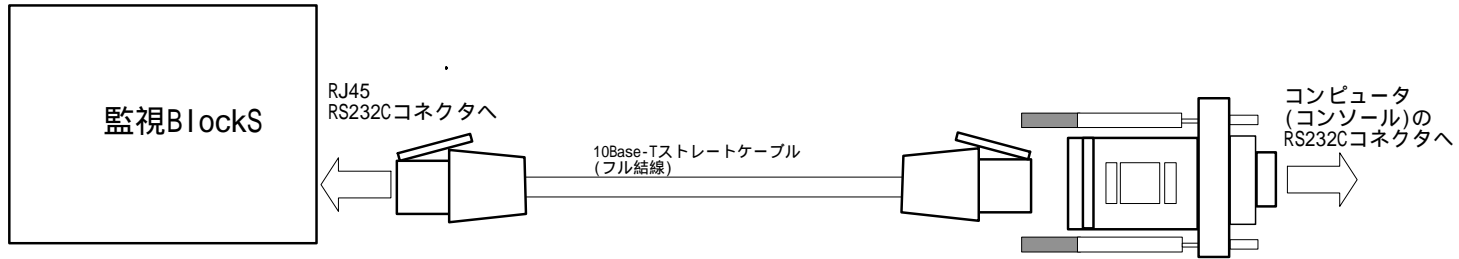 監視BlockS
RJ45
RS232Cコネクタへ
10Base-Tストレートケーブル
(フル結線)
コンピュータ
(コンソール)の
RS232Cコネクタへ